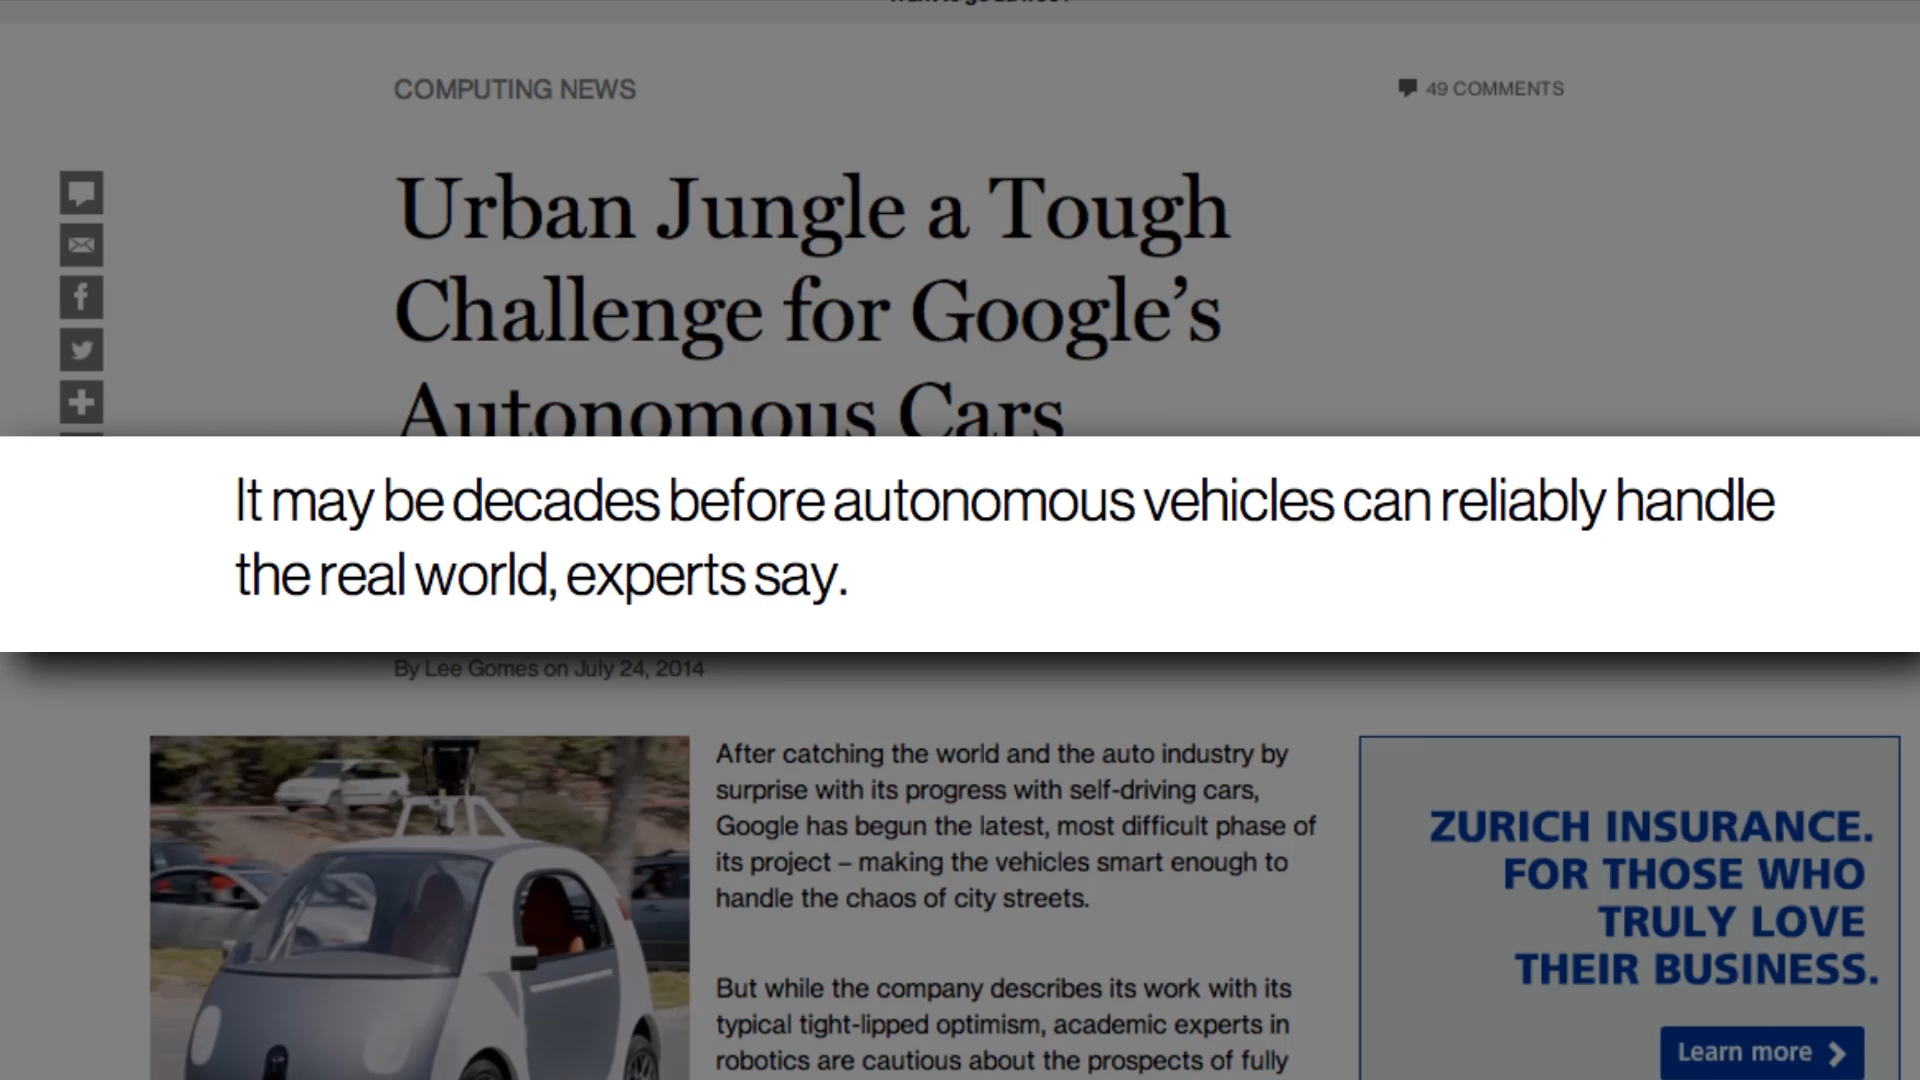 COMPUTING NEWS
49 COMMENTS
Urban Jungle a Tough
Challenge for Google’s
Autonomous Cars
It may be decades before autonomous vehicles can reliably handle
the real world, experts say.
By Lee Gomes on July 24, 2014
After catching the world and the auto industry by
surprise with its progress with self-driving cars,
Google has begun the latest, most difficult phase of
its project – making the vehicles smart enough to
handle the chaos of city streets.
But while the company describes its work with its
typical tight-lipped optimism, academic experts in
robotics are cautious about the prospects of fully
ZURICH INSURANCE.
FOR THOSE WHO
TRULY LOVE
THEIR BUSINESS.
Learn more